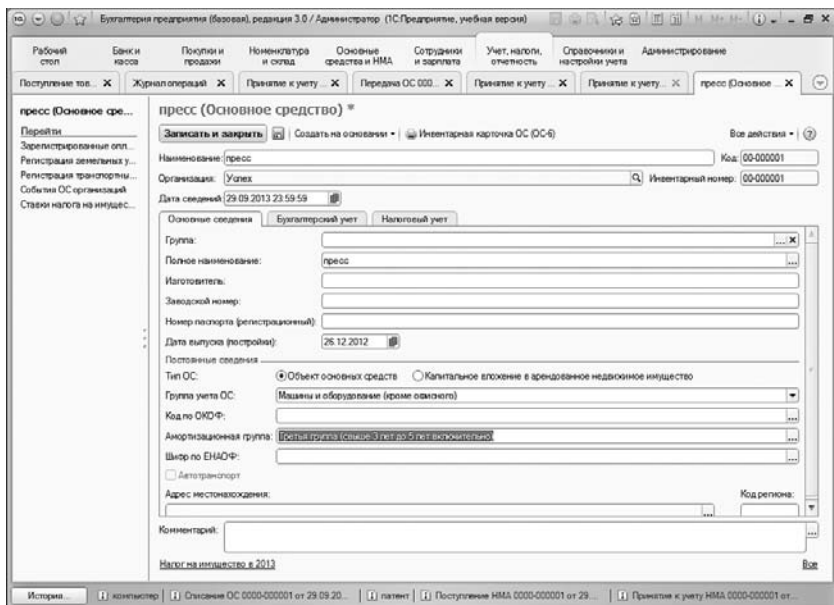 Бухгалтерия предприятия (базовая), редакция 3.0 / Администратор (1С:Предприятие, учебная версия)
M M+ M-
Рабочий стол
Банк и касса
Покупки и продажи
Номенклатура и склад
Основные средства и НМА
Сотрудники и зарплата
Учет, налоги, отчетность
Справочники и настройки учета
Администрирование
Поступление тов... X Журнал операций X Принятие к учету ... X Передача ОС 000... X Принятие к учету ... X Принятие к учету... X пресс (Основное ... X
пресс (Основное сре...
Перейти
Зарегистрированные опл...
Регистрация земельных у...
Регистрация транспортны...
События ОС организаций
Ставки налога на имущес...
пресс (Основное средство) *
Записать и закрыть Создать на основании Инвентарная карточка ОС (ОС-6) Все действия
Наименование: пресс Код: 00-000001
Организация: Успех Инвентарный номер: 00-000001
Дата сведений: 29.09.2013 23:59:59
Основные сведения Бухгалтерский учет Налоговый учет
Группа:
Полное наименование: пресс
Изготовитель:
Заводской номер:
Номер паспорта (регистрационный):
Дата выпуска (постройки): 26.12.2012
Постоянные сведения
Тип ОС: Объект основных средств Капитальное вложение в арендованное недвижимое имущество
Группа учета ОС: Машины и оборудование (кроме офисного)
Код по ОКОФ:
Амортизационная группа: Третья группа (свыше 3 лет до 5 лет включительно)
Шифр по ЕНАОФ:
Автотранспорт
Адрес местонахождения: Код региона:
Комментарий:
Налог на имущество в 2013 Все
История... компьютер Списание ОС 0000-000001 от 29.09.20... патент Поступление НМА 0000-000001 от 29.... Принятие к учету НМА 0000-000001 от...